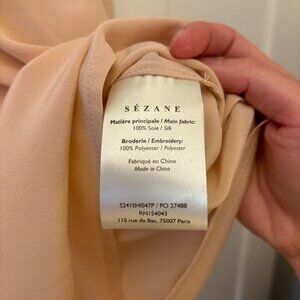 SÉZANE
Matière principale / Main fabric:
100% Soie / Silk
Broderie / Embroidery:
100% Polyester / Polyester
Fabriqué en Chine
Made in China
S241SHI047P / PO 27488
RN154043
115 rue du Bac, 75007 Paris